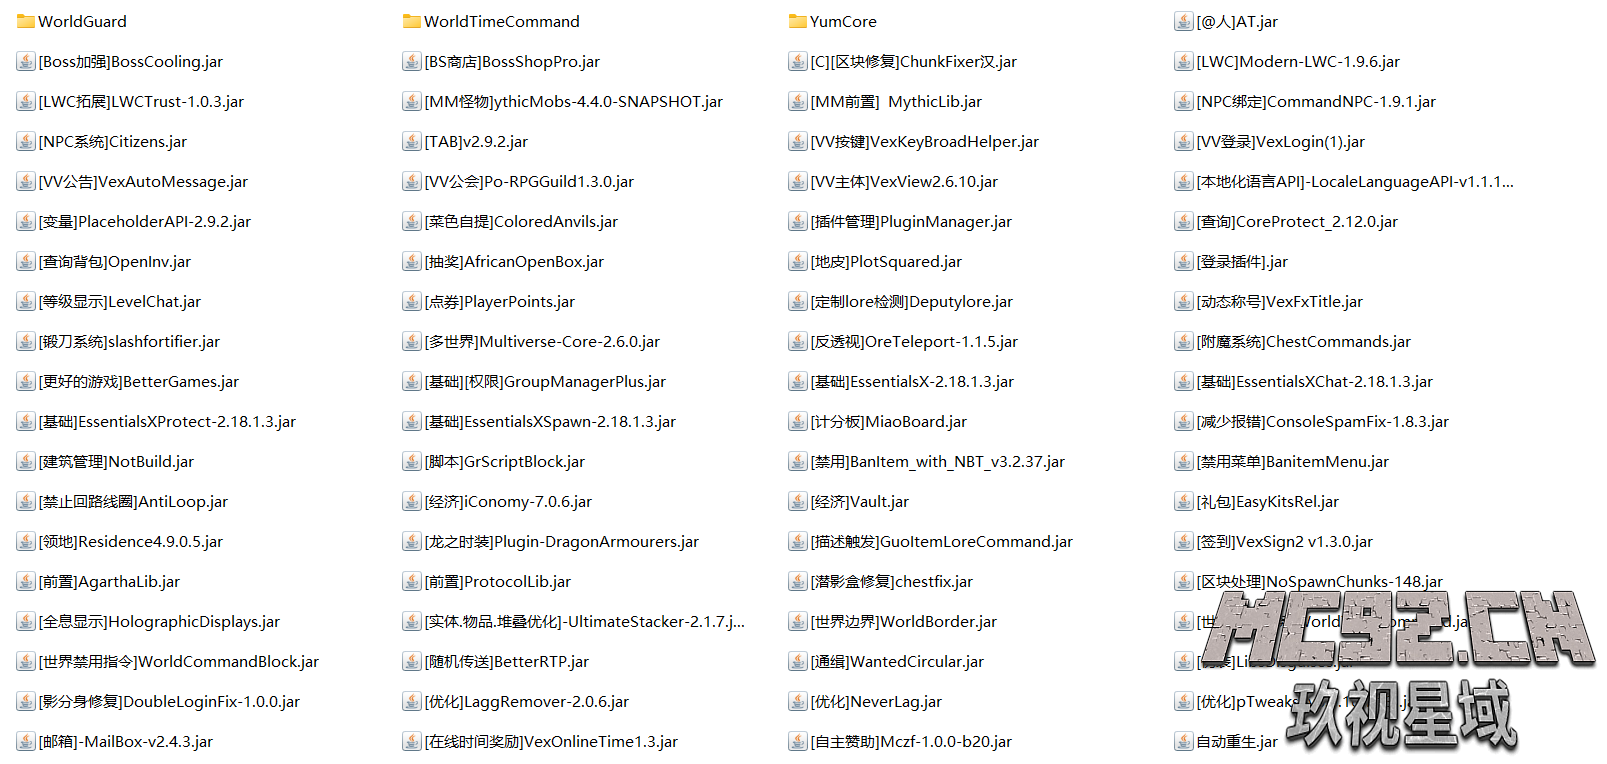 WorldGuard WorldTimeCommand YumCore [@人]AT.jar
[Boss加强]BossCooling.jar [BS商店]BossShopPro.jar [C][区块修复]ChunkFixer汉.jar [LWC]Modern-LWC-1.9.6.jar
[LWC拓展]LWCTrust-1.0.3.jar [MM怪物]ythicMobs-4.4.0-SNAPSHOT.jar [MM前置] MythicLib.jar [NPC绑定]CommandNPC-1.9.1.jar
[NPC系统]Citizens.jar [TAB]v2.9.2.jar [VV按键]VexKeyBroadHelper.jar [VV登录]VexLogin(1).jar
[VV公告]VexAutoMessage.jar [VV公会]Po-RPGGuild1.3.0.jar [VV主体]VexView2.6.10.jar [本地化语言API]-LocaleLanguageAPI-v1.1.1...
[变量]PlaceholderAPI-2.9.2.jar [菜色自提]ColoredAnvils.jar [插件管理]PluginManager.jar [查询]CoreProtect_2.12.0.jar
[查询背包]OpenInv.jar [抽奖]AfricanOpenBox.jar [地皮]PlotSquared.jar [登录插件].jar
[等级显示]LevelChat.jar [点券]PlayerPoints.jar [定制lore检测]Deputylore.jar [动态称号]VexFxTitle.jar
[锻刀系统]slashfortifier.jar [多世界]Multiverse-Core-2.6.0.jar [反透视]OreTeleport-1.1.5.jar [附魔系统]ChestCommands.jar
[更好的游戏]BetterGames.jar [基础][权限]GroupManagerPlus.jar [基础]EssentialsX-2.18.1.3.jar [基础]EssentialsXChat-2.18.1.3.jar
[基础]EssentialsXProtect-2.18.1.3.jar [基础]EssentialsXSpawn-2.18.1.3.jar [计分板]MiaoBoard.jar [减少报错]ConsoleSpamFix-1.8.3.jar
[建筑管理]NotBuild.jar [脚本]GrScriptBlock.jar [禁用]BanItem_with_NBT_v3.2.37.jar [禁用菜单]BanitemMenu.jar
[禁止回路线圈]AntiLoop.jar [经济]iConomy-7.0.6.jar [经济]Vault.jar [礼包]EasyKitsRel.jar
[领地]Residence4.9.0.5.jar [龙之时装]Plugin-DragonArmourers.jar [描述触发]GuoItemLoreCommand.jar [签到]VexSign2 v1.3.0.jar
[前置]AgarthaLib.jar [前置]ProtocolLib.jar [潜影盒修复]chestfix.jar [区块处理]NoSpawnChunks-148.jar
[全息显示]HolographicDisplays.jar [实体.物品.堆叠优化]-UltimateStacker-2.1.7.j... [世界边界]WorldBorder.jar
[世界禁用指令]WorldCommandBlock.jar [随机传送]BetterRTP.jar [通缉]WantedCircular.jar
MC92.CN
[影分身修复]DoubleLoginFix-1.0.0.jar [优化]LaggRemover-2.0.6.jar [优化]NeverLag.jar [优化]pTweaks
玖视星域
[邮箱]-MailBox-v2.4.3.jar [在线时间奖励]VexOnlineTime1.3.jar [自主赞助]Mczf-1.0.0-b20.jar 自动重生.jar